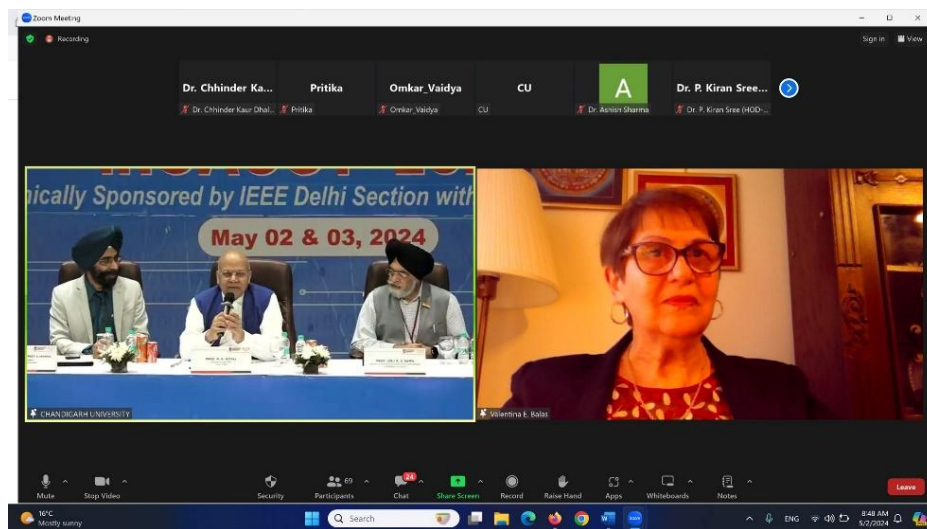 Zoom Meeting
Recording
Sign in
View
Dr. Chhinder Ka...
Pritika
Omkar_Vaidya
CU
A
Dr. P. Kiran Sree...
Dr. Chhinder Kaur Dhal...
Pritika
Omkar_Vaidya
CU
Dr. Ashish Sharma
Dr. P. Kiran Sree (HOD-...
nically Sponsored by IEEE Delhi Section with
May 02 & 03, 2024
CHANDIGARH UNIVERSITY
Valentina E. Balas
69
24
Mute
Stop Video
Security
Participants
Chat
Share Screen
Record
Raise Hand
Apps
Whiteboards
Notes
Leave
16°C
Mostly sunny
Search
W
zoom
ENG
8:48 AM
5/2/2024